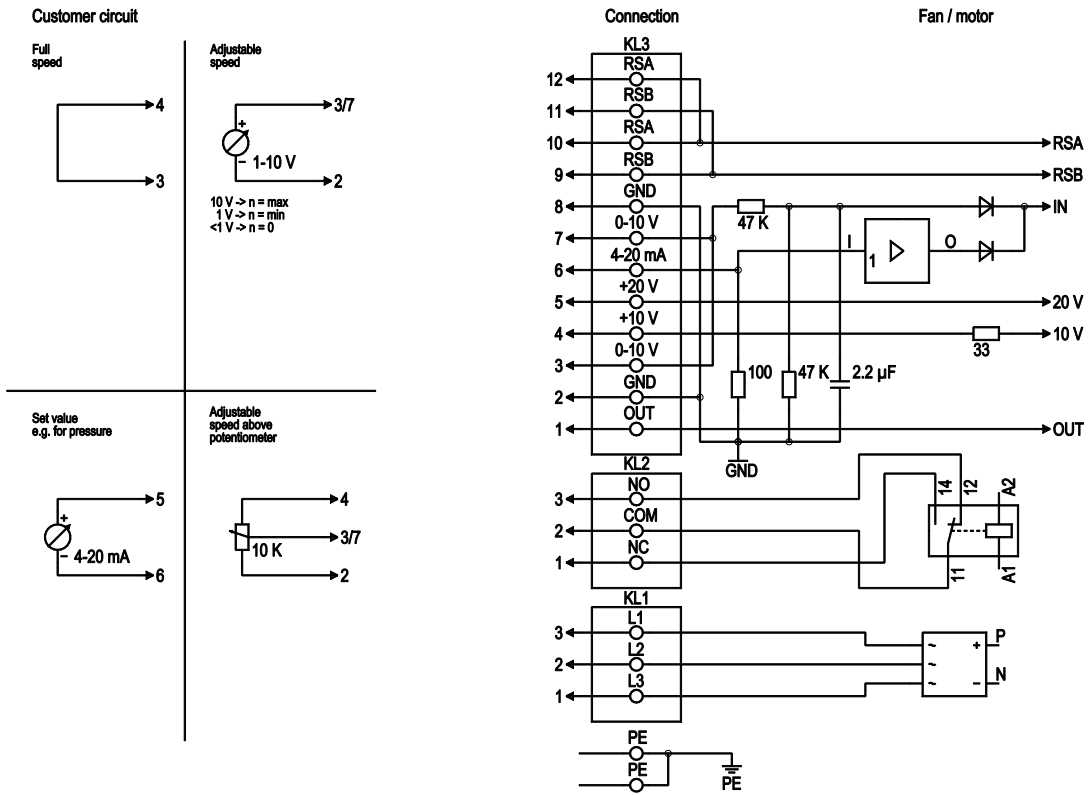 Customer circuit
Full
speed
4
3
Adjustable
speed
3/7
+
1-10 V
–
2
10 V -> n = max
1 V -> n = min
<1 V -> n = 0
Set value
e.g. for pressure
5
+
4-20 mA
–
6
Adjustable
speed above
potentiometer
4
3/7
10 K
2
Connection
Fan / motor
KL3
RSA
12
RSB
11
RSA
10
RSA
RSB
9
RSB
GND
8
47 K
IN
0-10 V
7
I
1
O
4-20 mA
6
+20 V
5
20 V
+10 V
4
33
10 V
0-10 V
3
100
47 K
2.2 µF
GND
2
OUT
1
OUT
GND
KL2
NO
3
COM
2
NC
1
14
12
A2
11
A1
KL1
L1
3
L2
2
L3
1
~
~
~
+
–
P
N
PE
PE
PE